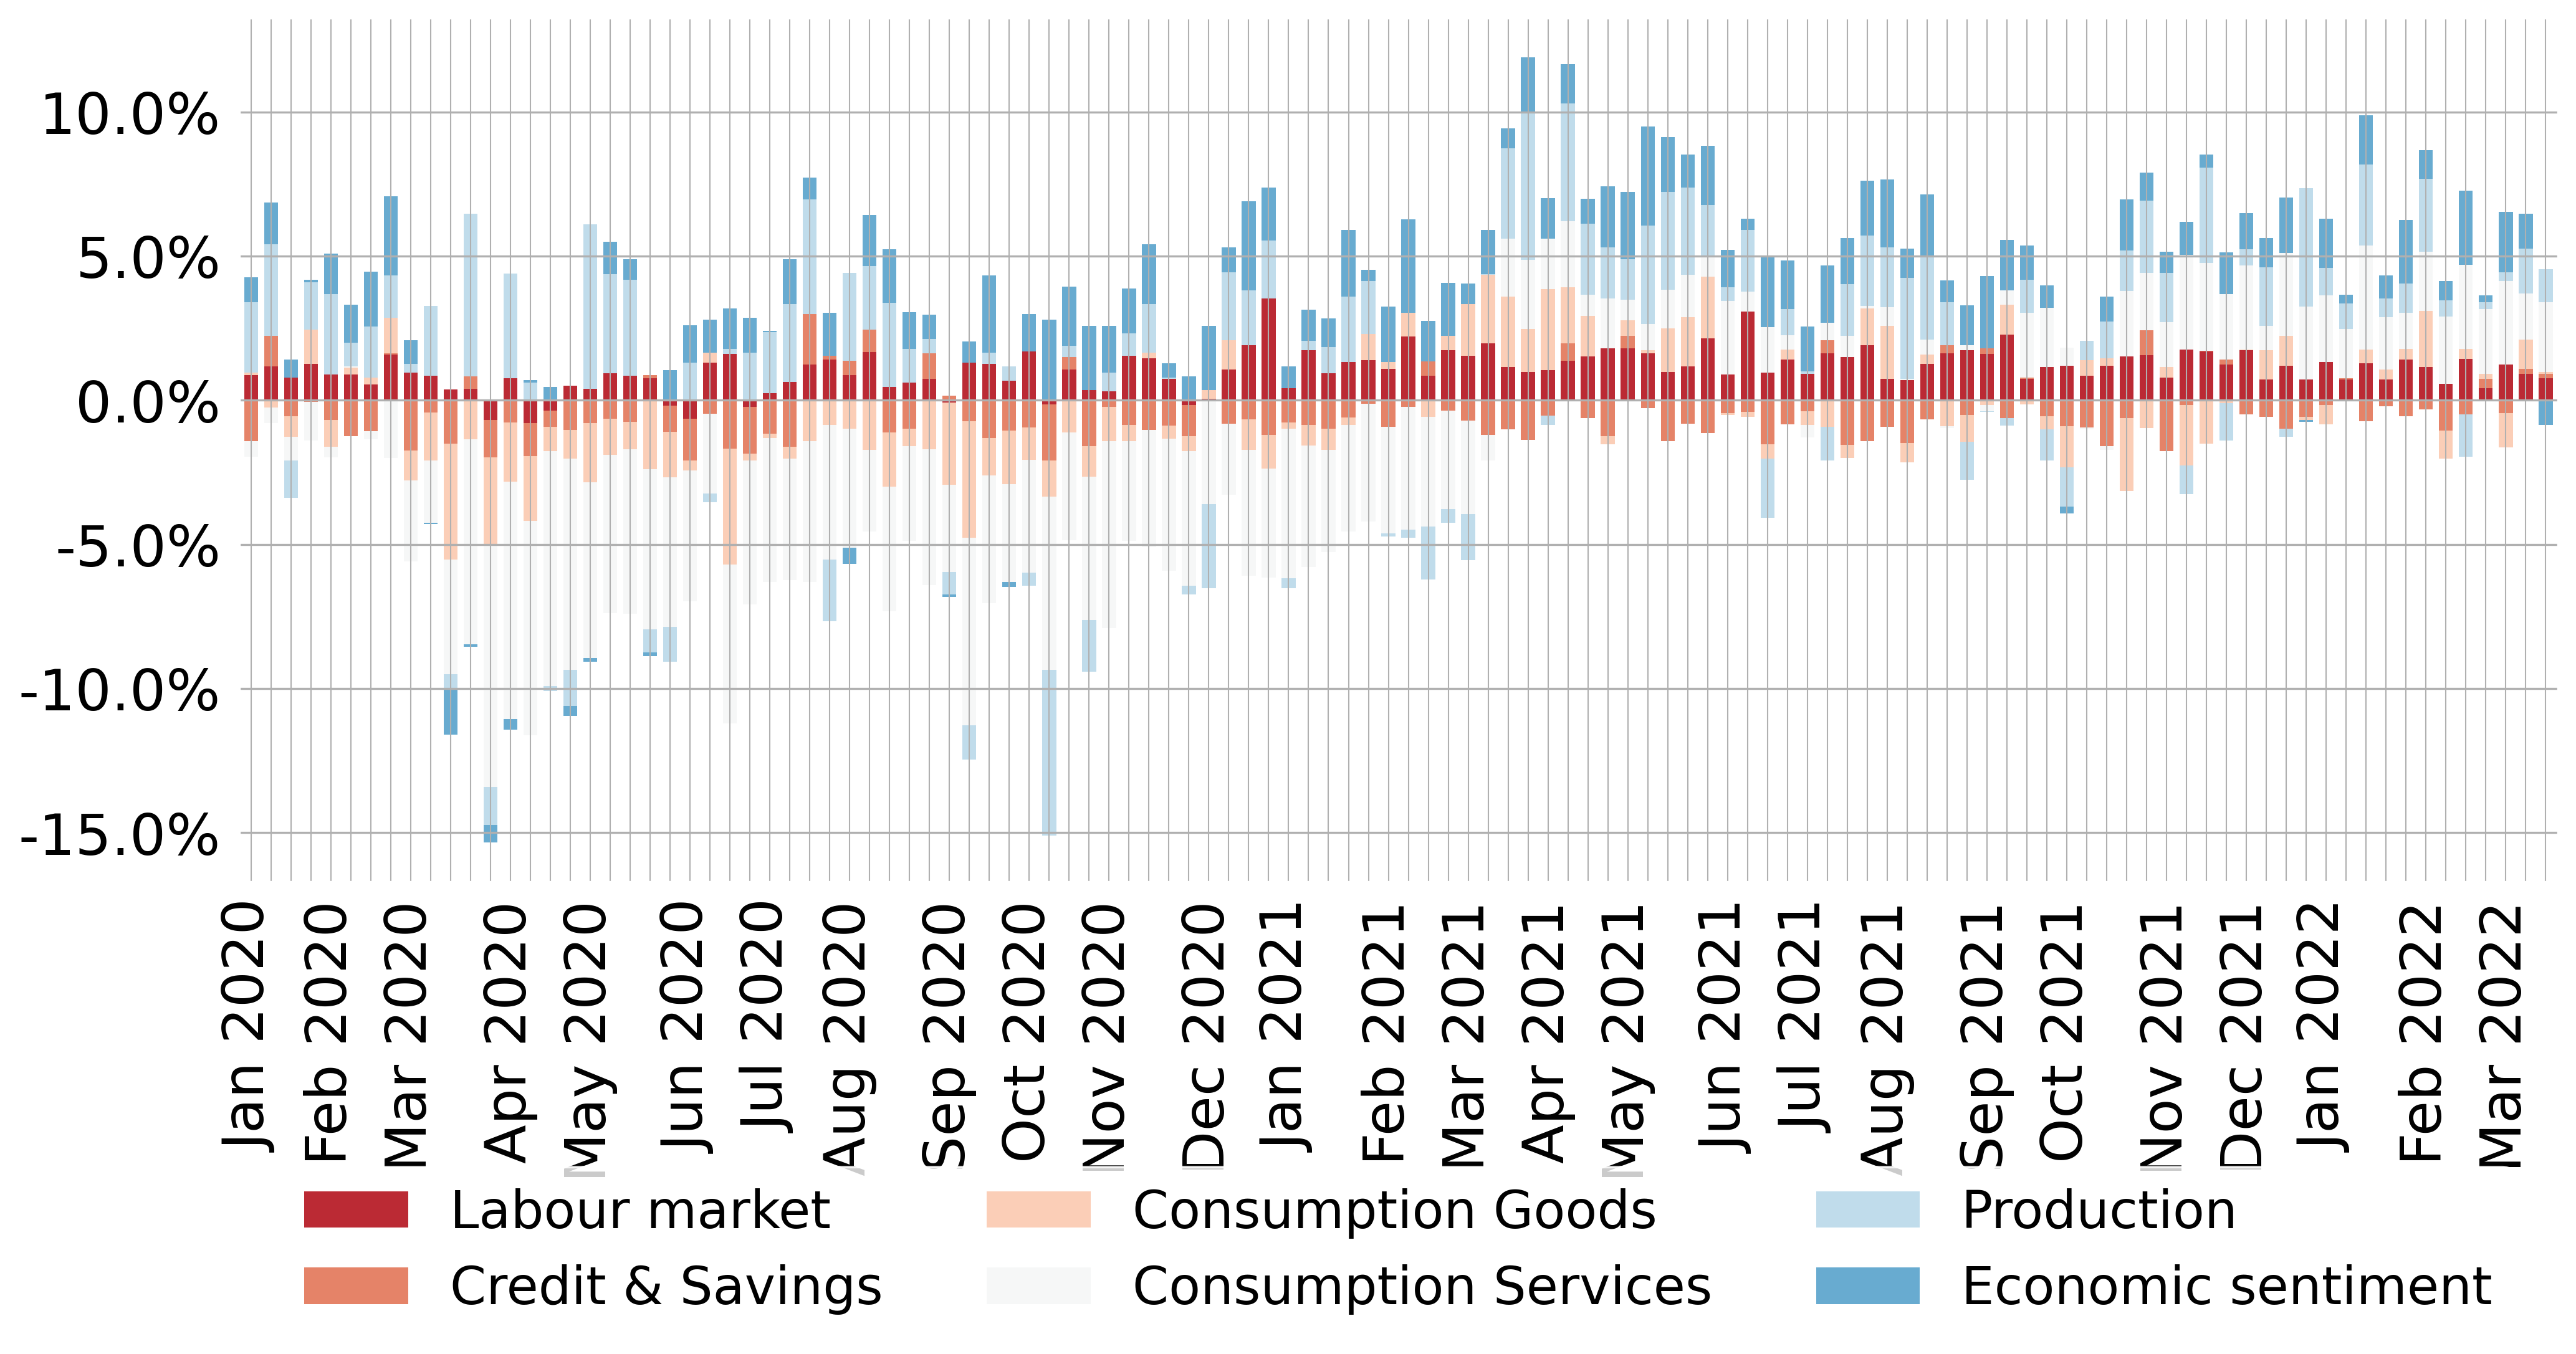 10.0%
5.0%
0.0%
-5.0%
-10.0%
-15.0%
Jan 2020
Feb 2020
Mar 2020
Apr 2020
May 2020
Jun 2020
Jul 2020
Aug 2020
Sep 2020
Oct 2020
Nov 2020
Dec 2020
Jan 2021
Feb 2021
Mar 2021
Apr 2021
May 2021
Jun 2021
Jul 2021
Aug 2021
Sep 2021
Oct 2021
Nov 2021
Dec 2021
Jan 2022
Feb 2022
Mar 2022
Labour market
Consumption Goods
Production
Credit & Savings
Consumption Services
Economic sentiment